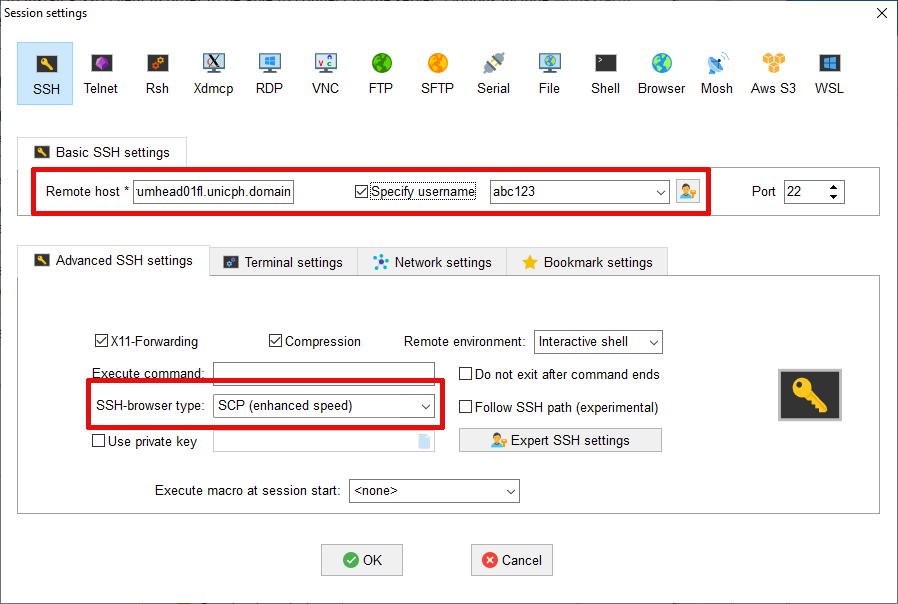 Session settings
SSH Telnet Rsh Xdmcp RDP VNC FTP SFTP Serial File Shell Browser Mosh Aws S3 WSL
Basic SSH settings
Remote host * umhead01fl.unicph.domain Specify username abc123 Port 22
Advanced SSH settings Terminal settings Network settings Bookmark settings
X11-Forwarding Compression Remote environment: Interactive shell
Execute command: Do not exit after command ends
SSH-browser type: SCP (enhanced speed) Follow SSH path (experimental)
Use private key Expert SSH settings
Execute macro at session start: <none>
OK Cancel